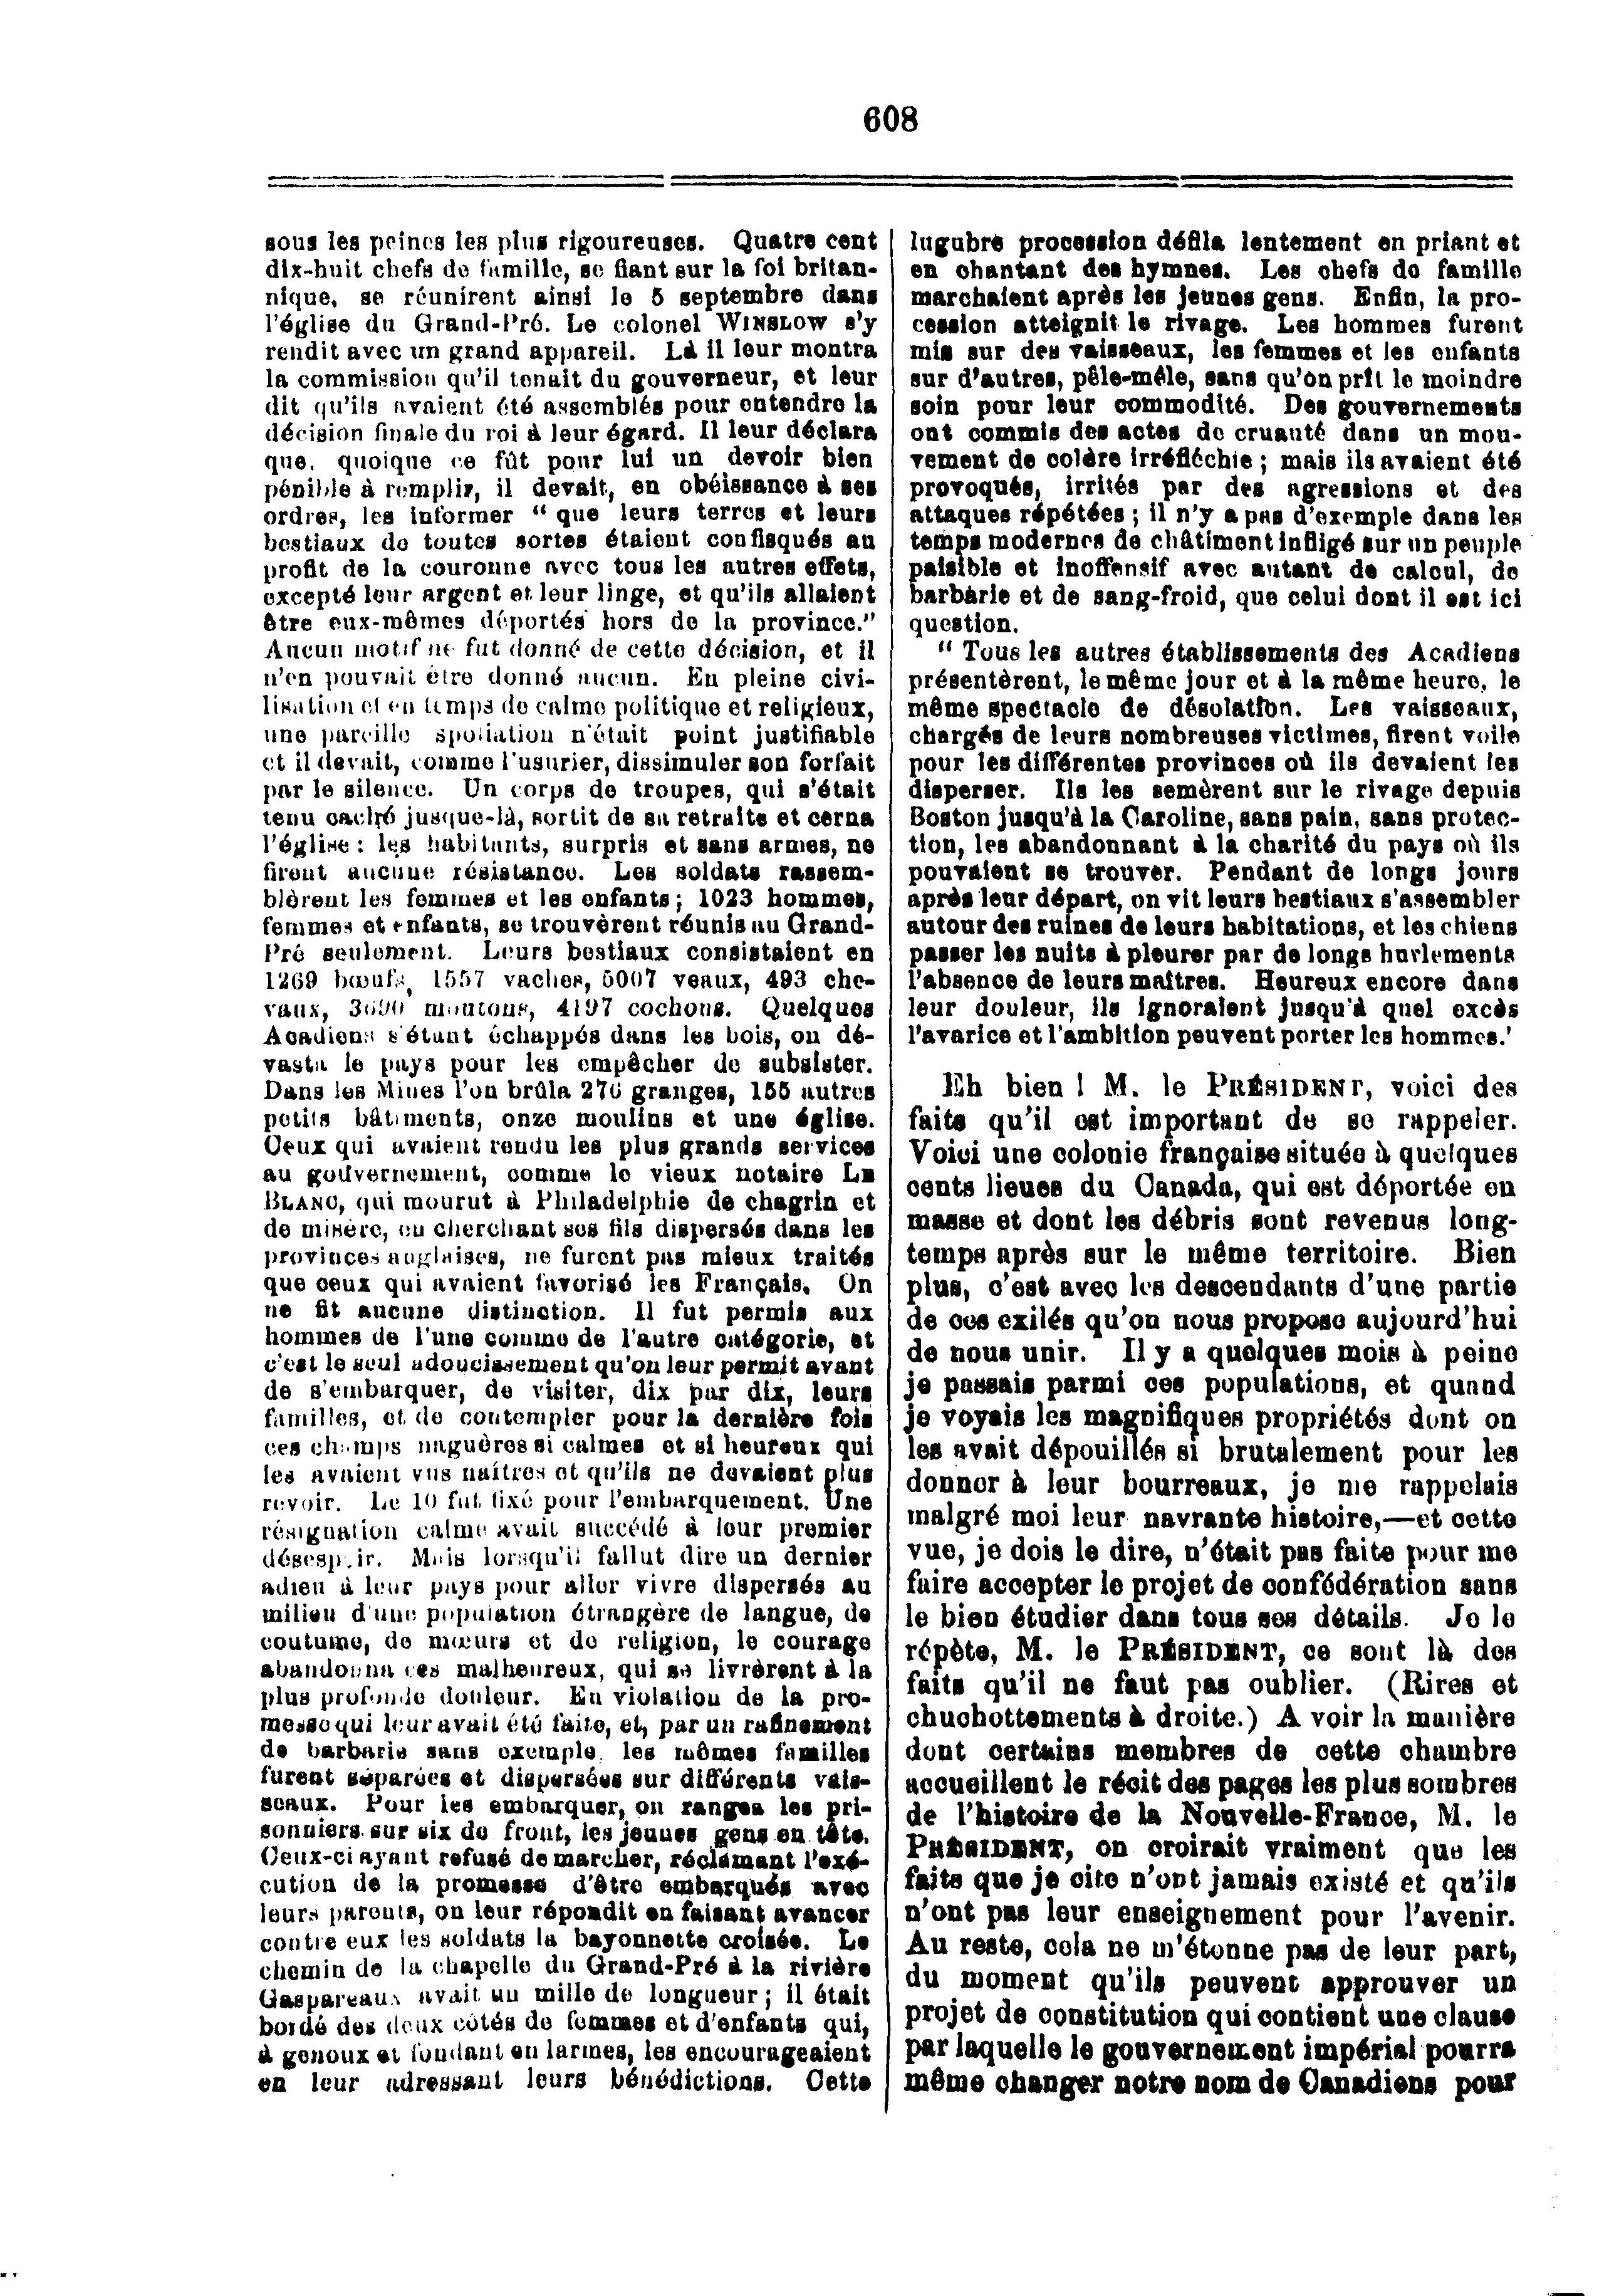 608
sous les peines les plus rigoureuses. Quatre cent
dix-huit chefs de famille, se fiant sur la foi britan-
nique, se réunirent ainsi le 5 septembre dans
l'église du Grand-Pré. Le colonel WINSLOW s'y
rendit avec un grand appareil. Là il leur montra
la commission qu'il tenait du gouverneur, et leur
dit qu'ils avaient été assemblés pour entendre la
décision finale du roi à leur égard. Il leur déclara
que, quoique ce fût pour lui un devoir bien
pénible à remplir, il devait, en obéissance à ses
ordres, les informer " que leurs terres et leurs
bestiaux de toutes sortes étaient confisqués au
profit de la couronne avec tous les autres effets,
excepté leur argent et leur linge, et qu'ils allaient
être eux-mêmes déportés hors de la province."
Aucun motif ne fut donné de cette décision, et il
n'en pouvait être donné aucun. En pleine civi-
lisation et en temps de calme politique et religieux,
une pareille spoliation n'était point justifiable
et il devait, comme l'usurier, dissimuler son forfait
par le silence. Un corps de troupes, qui s'était
tenu caché jusque-là, sortit de sa retraite et cerna
l'église : les habitants, surpris et sans armes, ne
firent aucune résistance. Les soldats rassem-
blèrent les femmes et les enfants ; 1023 hommes,
femmes et enfants, se trouvèrent réunis au Grand-
Pré seulement. Leurs bestiaux consistaient en
1269 bœufs, 1557 vaches, 5007 veaux, 493 che-
vaux, 3690 moutons, 4197 cochons. Quelques
Acadiens s'étant échappés dans les bois, on dé-
vasta le pays pour les empêcher de subsister.
Dans les Mines l'on brûla 276 granges, 155 autres
petits bâtiments, onze moulins et une église.
Ceux qui avaient rendu les plus grands services
au gouvernement, comme le vieux notaire LE
BLANC, qui mourut à Philadelphie de chagrin et
de misère, en cherchant ses fils dispersés dans les
provinces anglaises, ne furent pas mieux traités
que ceux qui avaient favorisé les Français. On
ne fit aucune distinction. Il fut permis aux
hommes de l'une comme de l'autre catégorie, et
c'est le seul adoucissement qu'on leur permit avant
de s'embarquer, de visiter, dix par dix, leurs
familles, et de contempler pour la dernière fois
ces champs naguères si calmes et si heureux qui
les avaient vus naîtres et qu'ils ne devaient plus
revoir. Le 10 fut fixé pour l'embarquement. Une
résignation calme avait succédé à leur premier
désespoir. Mais lorsqu'il fallut dire un dernier
adieu à leur pays pour aller vivre dispersés au
milieu d'une population étrangère de langue, de
coutume, de mœurs et de religion, le courage
abandonna ces malheureux, qui se livrèrent à la
plus profonde douleur. En violation de la pro-
messe qui leur avait été faite, et, par un rafinement
de barbarie sans exemple, les mêmes familles
furent séparées et dispersées sur différents vais-
seaux. Pour les embarquer, on rangea les pri-
sonniers sur six de front, les jeunes gens en tête.
Ceux-ci ayant refusé de marcher, réclamant l'exé-
cution de la promesse d'être embarqués avec
leurs parents, on leur répondit en faisant avancer
contre eux les soldats la bayonnette croisée. Le
chemin de la chapelle du Grand-Pré à la rivière
Gaspareaux avait un mille de longueur ; il était
bordé des deux côtés de femmes et d'enfants qui,
à genoux et fondant en larmes, les encourageaient
en leur adressant leurs bénédictions. Cette
lugubre procession défila lentement en priant et
en chantant des hymnes. Les chefs de famille
marchaient après les jeunes gens. Enfin, la pro-
cession atteignit le rivage. Les hommes furent
mis sur des vaisseaux, les femmes et les enfants
sur d'autres, pêle-mêle, sans qu'on prît le moindre
soin pour leur commodité. Des gouvernements
ont commis des actes de cruauté dans un mou-
vement de colère irréfléchie ; mais ils avaient été
provoqués, irrités par des agressions et des
attaques répétées ; il n'y a pas d'exemple dans les
temps modernes de châtiment infligé sur un peuple
paisible et inoffensif avec autant de calcul, de
barbarie et de sang-froid, que celui dont il est ici
question.
" Tous les autres établissements des Acadiens
présentèrent, le même jour et à la même heure, le
même spectacle de désolation. Les vaisseaux,
chargés de leurs nombreuses victimes, firent voile
pour les différentes provinces où ils devaient les
disperser. Ils les semèrent sur le rivage depuis
Boston jusqu'à la Caroline, sans pain, sans protec-
tion, les abandonnant à la charité du pays où ils
pouvaient se trouver. Pendant de longs jours
après leur départ, on vit leurs bestiaux s'assembler
autour des ruines de leurs habitations, et les chiens
passer les nuits à pleurer par de longs hurlements
l'absence de leurs maîtres. Heureux encore dans
leur douleur, ils ignoraient jusqu'à quel excès
l'avarice et l'ambition peuvent porter les hommes.'
Eh bien ! M. le PRÉSIDENT, voici des
faits qu'il est important de se rappeler.
Voici une colonie française située à quelques
cents lieues du Canada, qui est déportée en
masse et dont les débris sont revenus long-
temps après sur le même territoire. Bien
plus, c'est avec les descendants d'une partie
de ces exilés qu'on nous propose aujourd'hui
de nous unir. Il y a quelques mois à peine
je passais parmi ces populations, et quand
je voyais les magnifiques propriétés dont on
les avait dépouillés si brutalement pour les
donner à leur bourreaux, je me rappelais
malgré moi leur navrante histoire,—et cette
vue, je dois le dire, n'était pas faite pour me
faire accepter le projet de confédération sans
le bien étudier dans tous ses détails. Je le
répète, M. le PRÉSIDENT, ce sont là des
faits qu'il ne faut pas oublier. (Rires et
chuchottements à droite.) A voir la manière
dont certains membres de cette chambre
accueillent le récit des pages les plus sombres
de l'histoire de la Nouvelle-France, M. le
PRÉSIDENT, on croirait vraiment que les
faits que je cite n'ont jamais existé et qu'ils
n'ont pas leur enseignement pour l'avenir.
Au reste, cela ne m'étonne pas de leur part,
du moment qu'ils peuvent approuver un
projet de constitution qui contient une clause
par laquelle le gouvernement impérial pourra
même changer notre nom de Canadiens pour